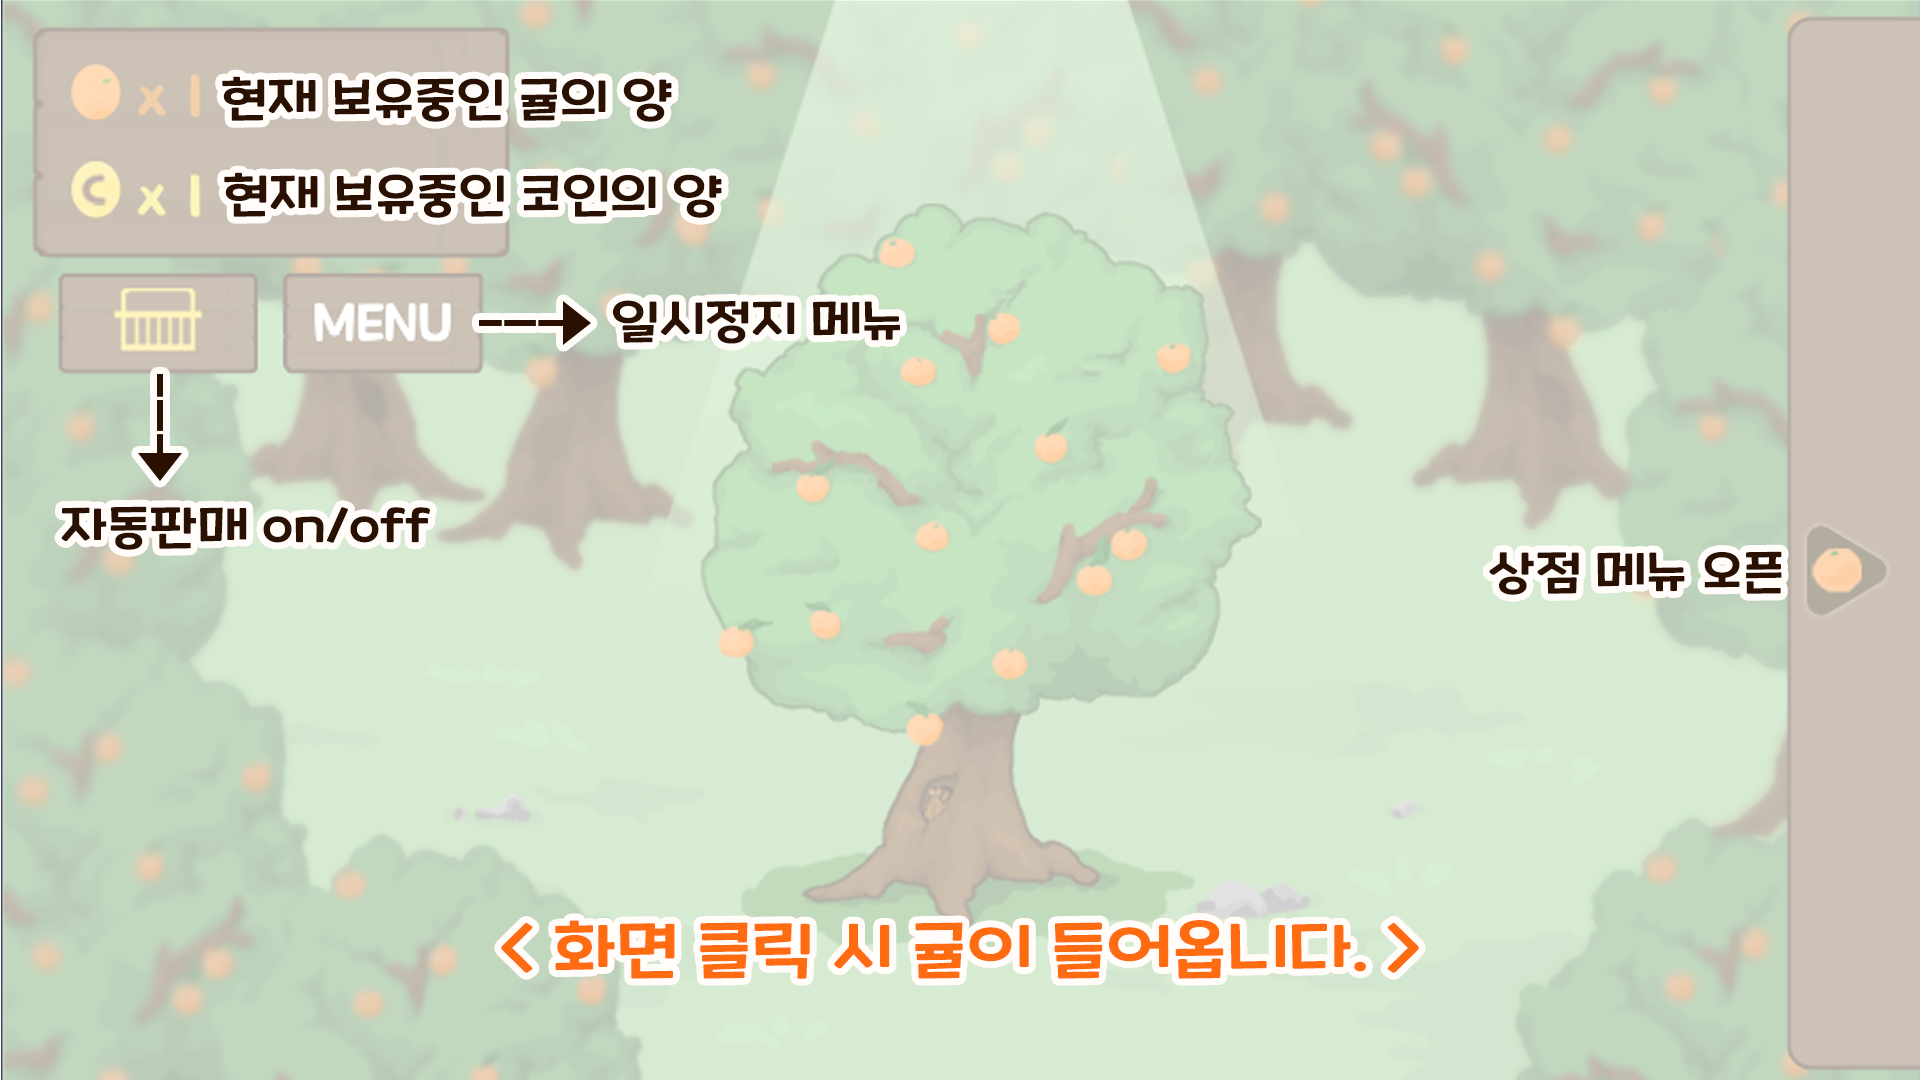 x 1 현재 보유중인 귤의 양
C x 1 현재 보유중인 코인의 양
MENU 일시정지 메뉴
자동판매 on/off
상점 메뉴 오픈
< 화면 클릭 시 귤이 들어옵니다. >